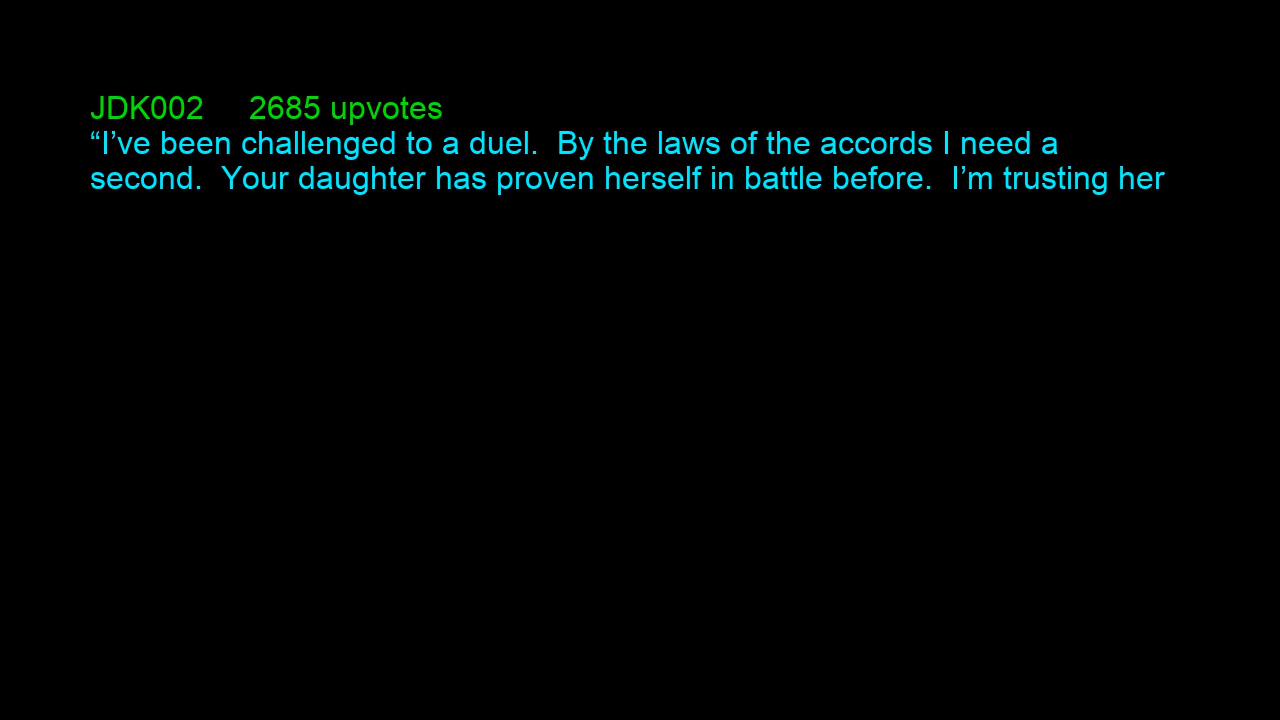 JDK002     2685 upvotes
“I’ve been challenged to a duel.  By the laws of the accords I need a
second.  Your daughter has proven herself in battle before.  I’m trusting her